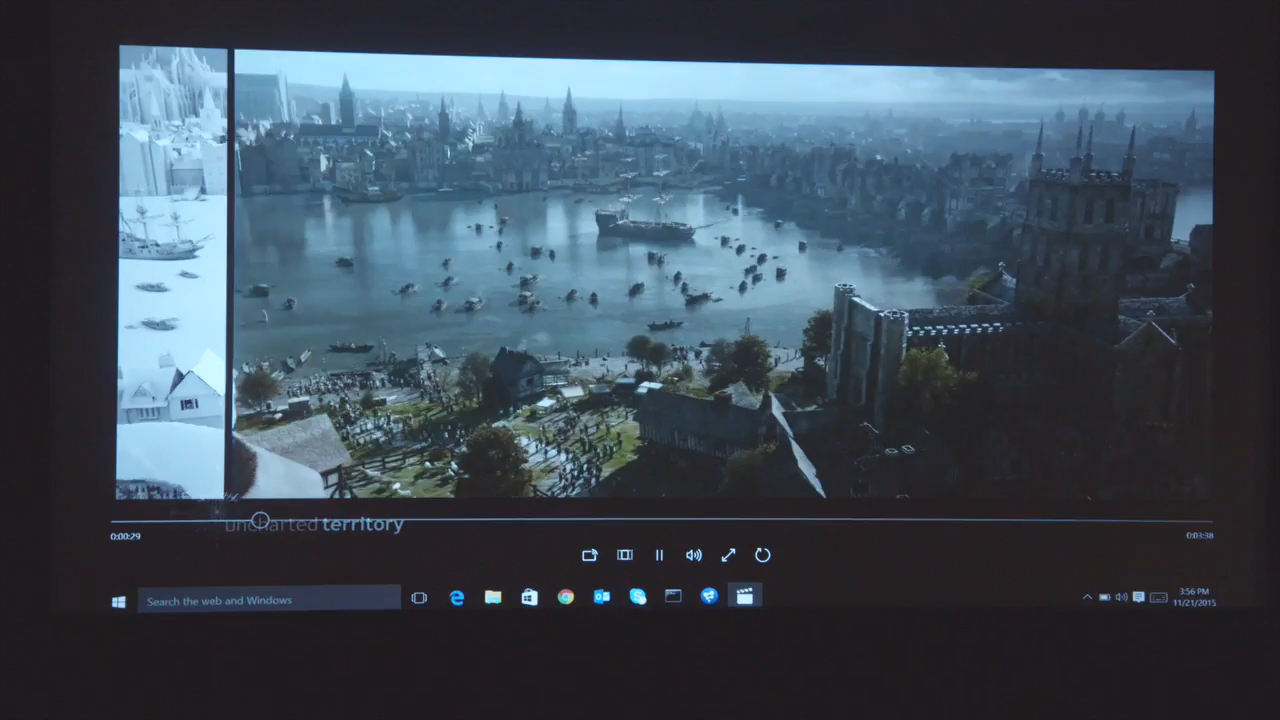 uncharted territory
0:00:29
0:03:38
Search the web and Windows
3:56 PM
11/21/2015